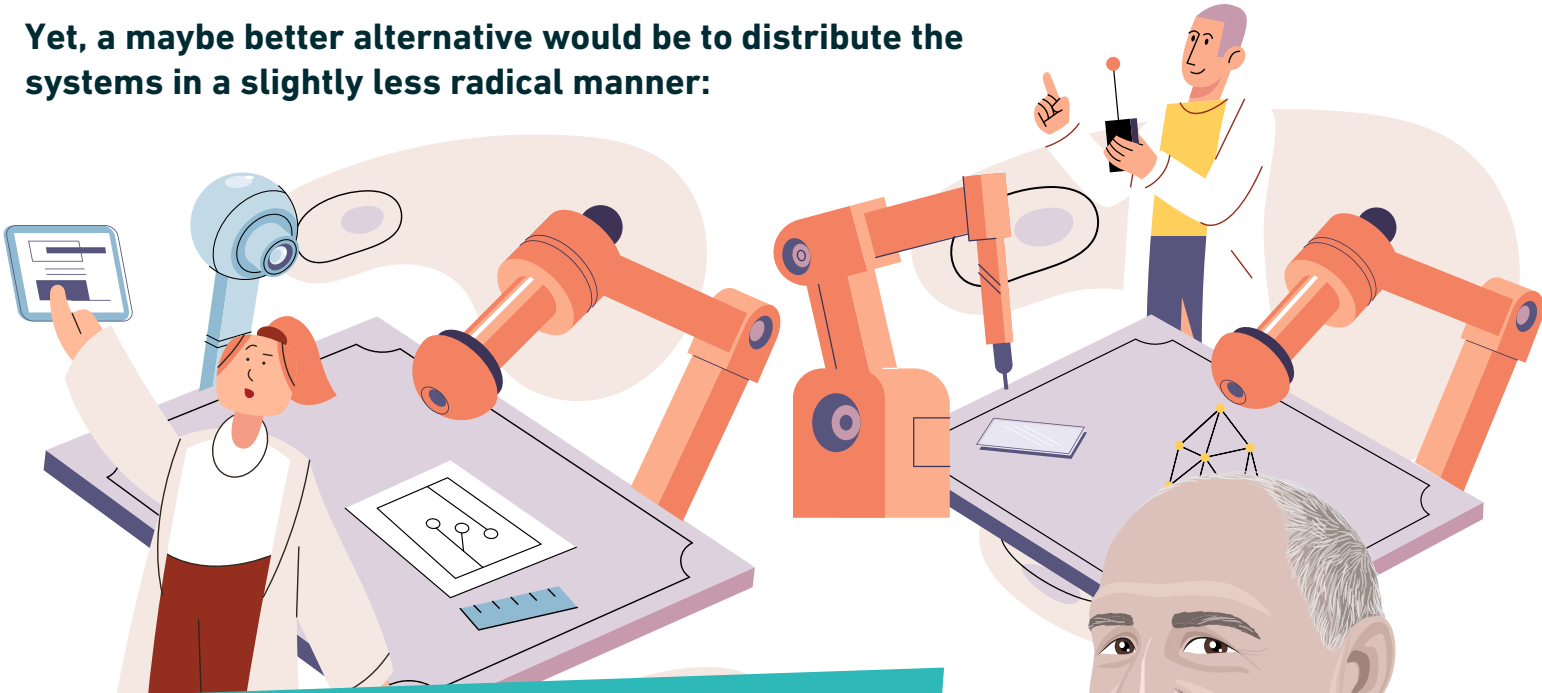 Yet, a maybe better alternative would be to distribute the
systems in a slightly less radical manner: